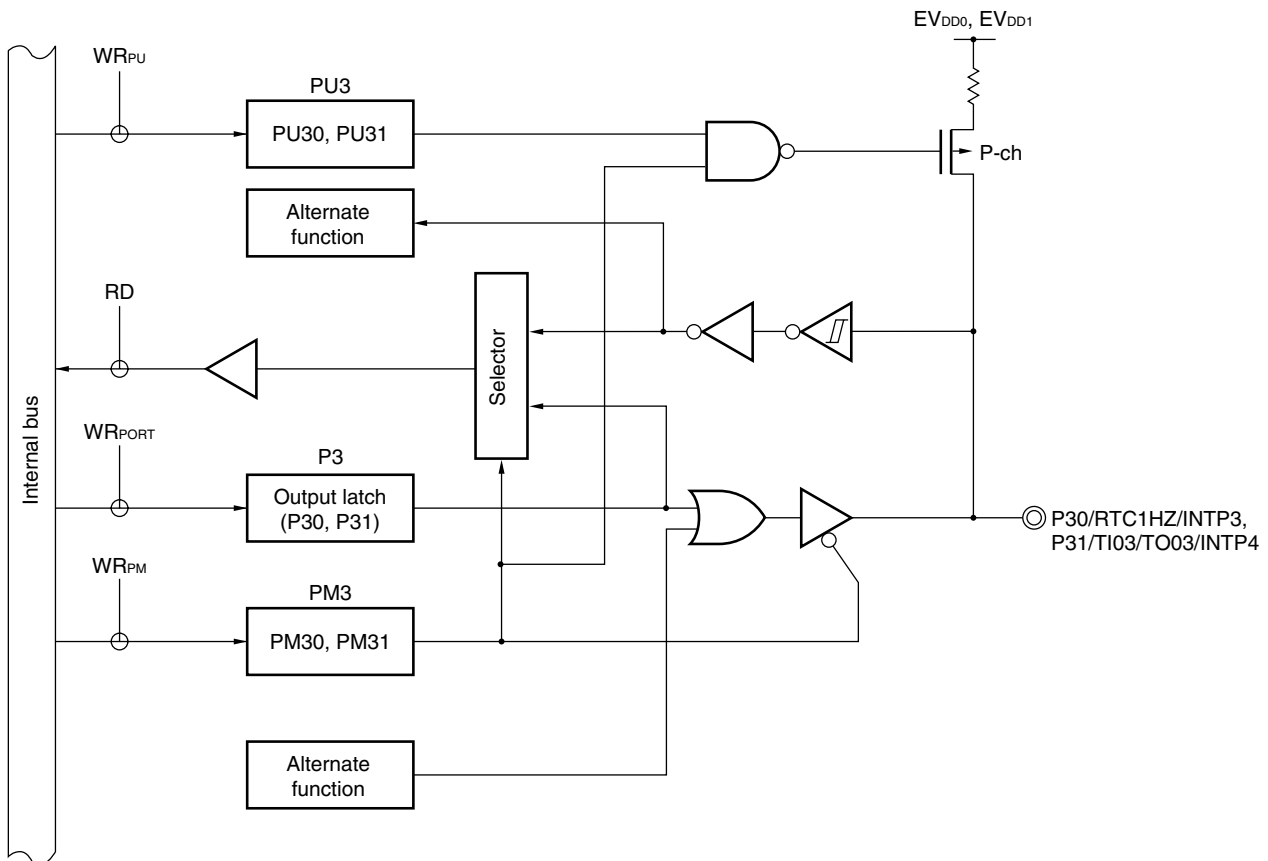 EVDD0, EVDD1
WRPU
PU3
PU30, PU31
P-ch
Alternate
function
RD
Selector
Internal bus
WRPORT
P3
Output latch
(P30, P31)
P30/RTC1HZ/INTP3,
P31/TI03/TO03/INTP4
WRPM
PM3
PM30, PM31
Alternate
function